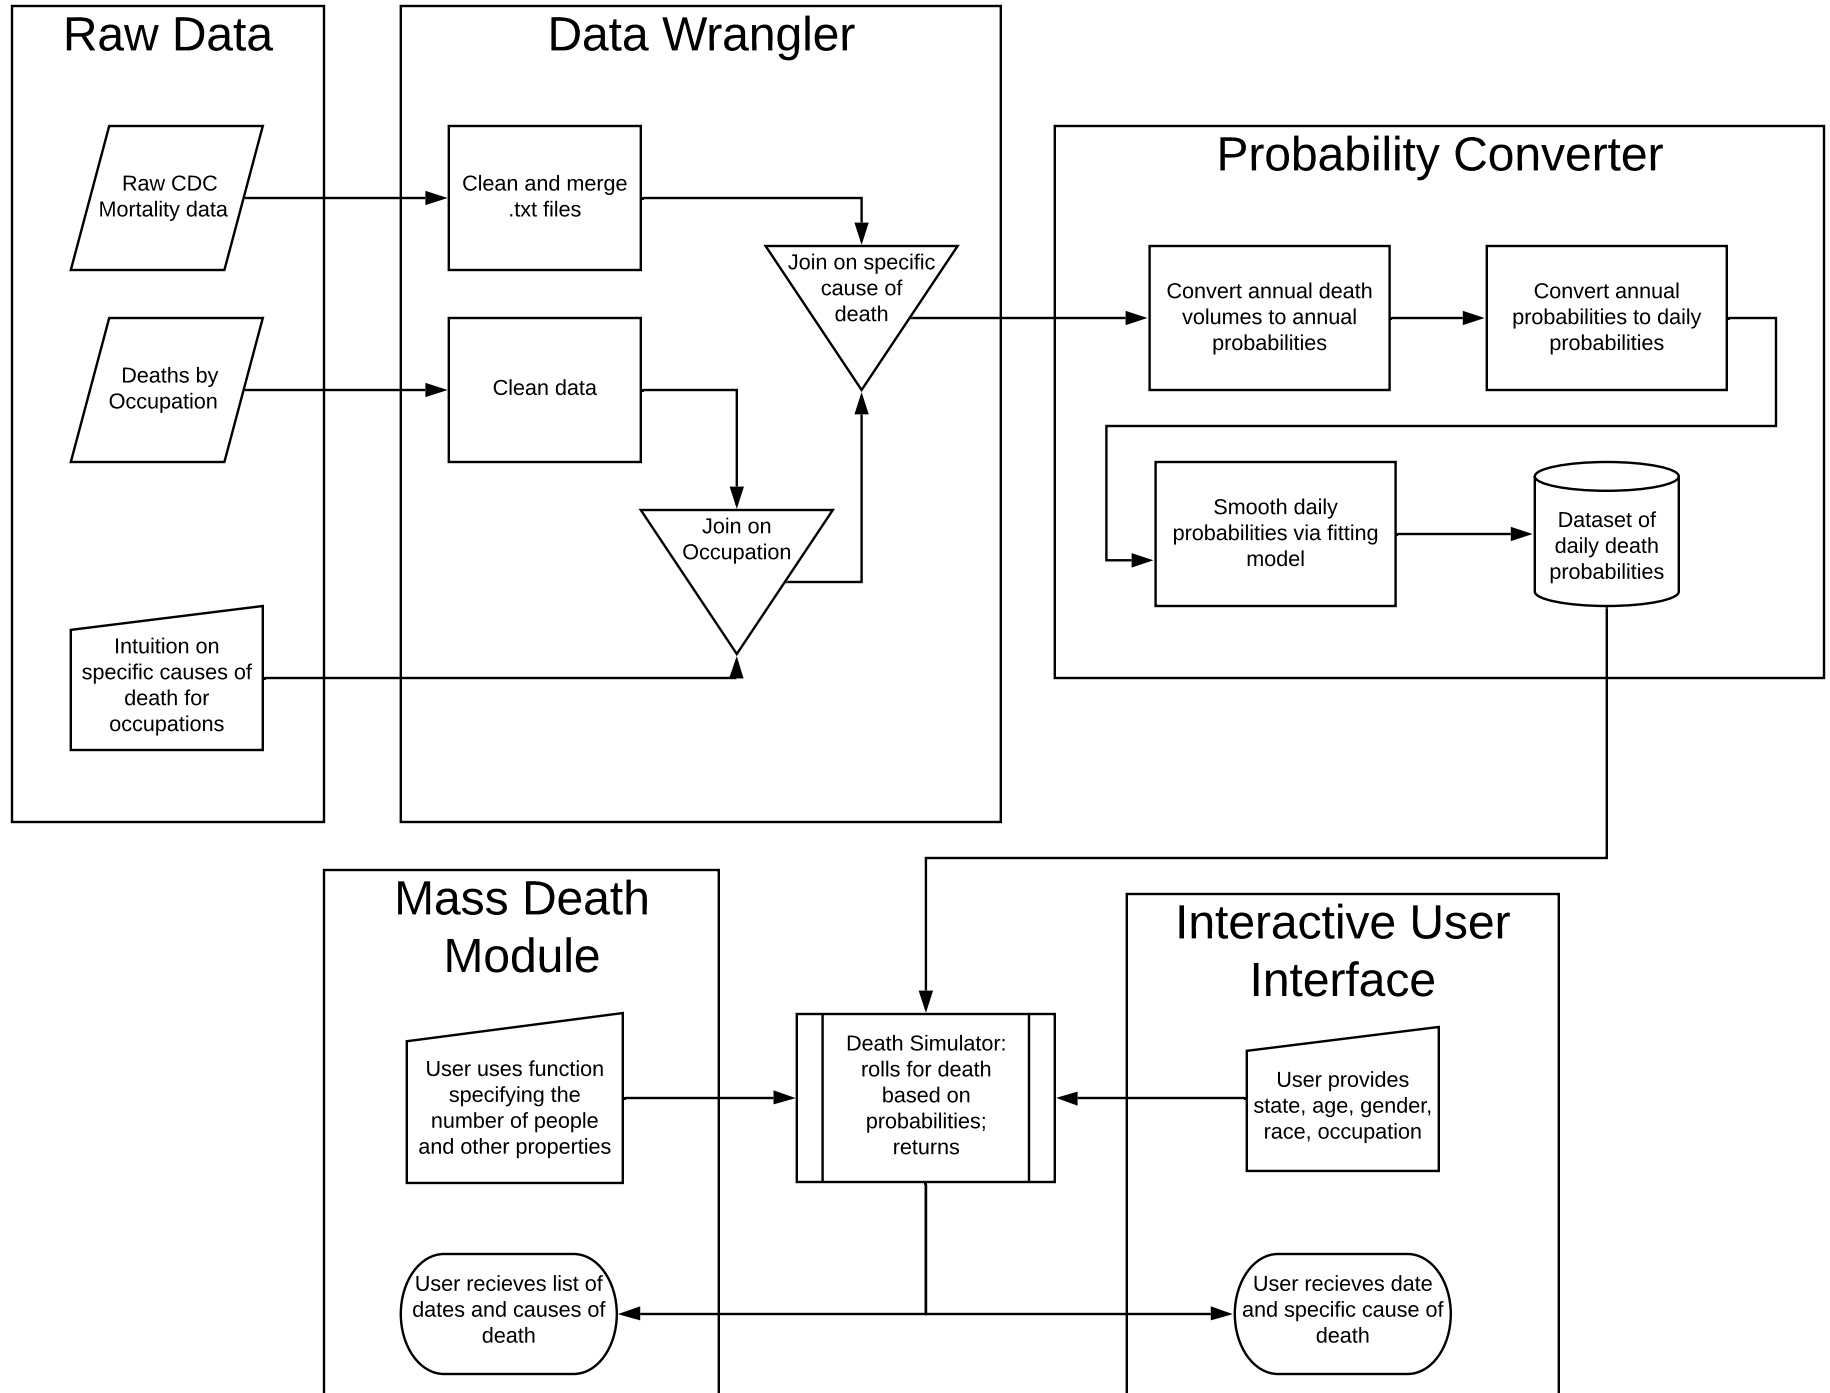 Raw Data
Raw CDC
Mortality data
Deaths by
Occupation
Intuition on
specific causes of
death for
occupations
Data Wrangler
Clean and merge
.txt files
Clean data
Join on specific
cause of
death
Join on
Occupation
Probability Converter
Convert annual death
volumes to annual
probabilities
Convert annual
probabilities to daily
probabilities
Smooth daily
probabilities via fitting
model
Dataset of
daily death
probabilities
Mass Death
Module
User uses function
specifying the
number of people
and other properties
User recieves list of
dates and causes of
death
Death Simulator:
rolls for death
based on
probabilities;
returns
Interactive User
Interface
User provides
state, age, gender,
race, occupation
User recieves date
and specific cause of
death